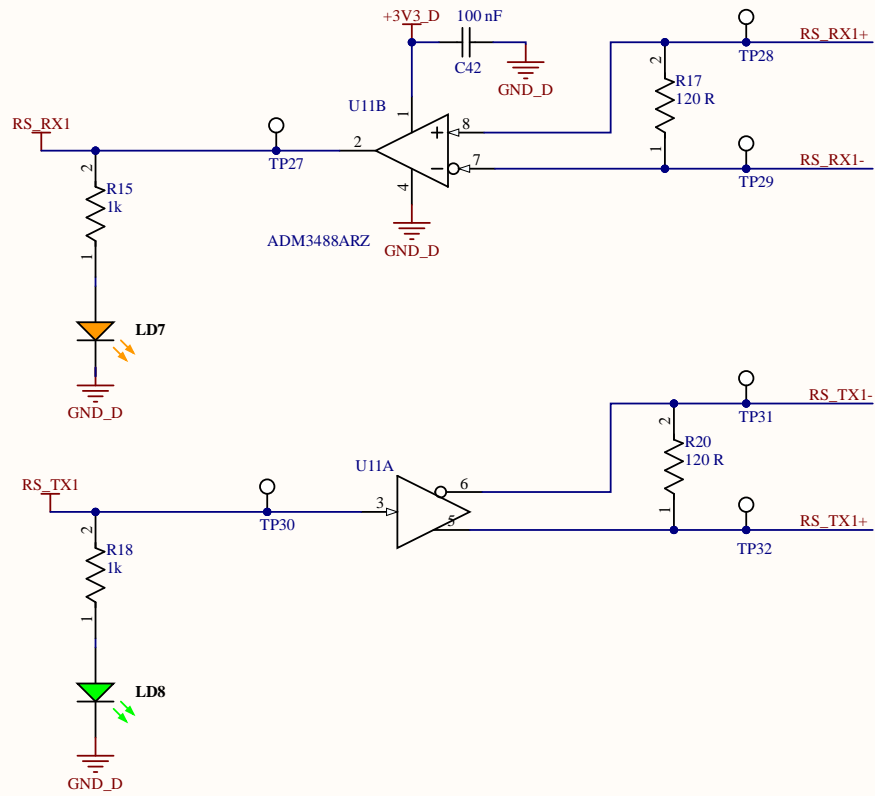 +3V3_D
100 nF
C42
GND_D
RS_RX1+
TP28
2
R17
120 R
1
U11B
1
RS_RX1
2
TP27
+
8
−
7
RS_RX1-
TP29
4
GND_D
ADM3488ARZ
2
R15
1k
1
LD7
GND_D
RS_TX1-
TP31
2
R20
120 R
1
U11A
6
3
5
RS_TX1
TP30
RS_TX1+
TP32
2
R18
1k
1
LD8
GND_D